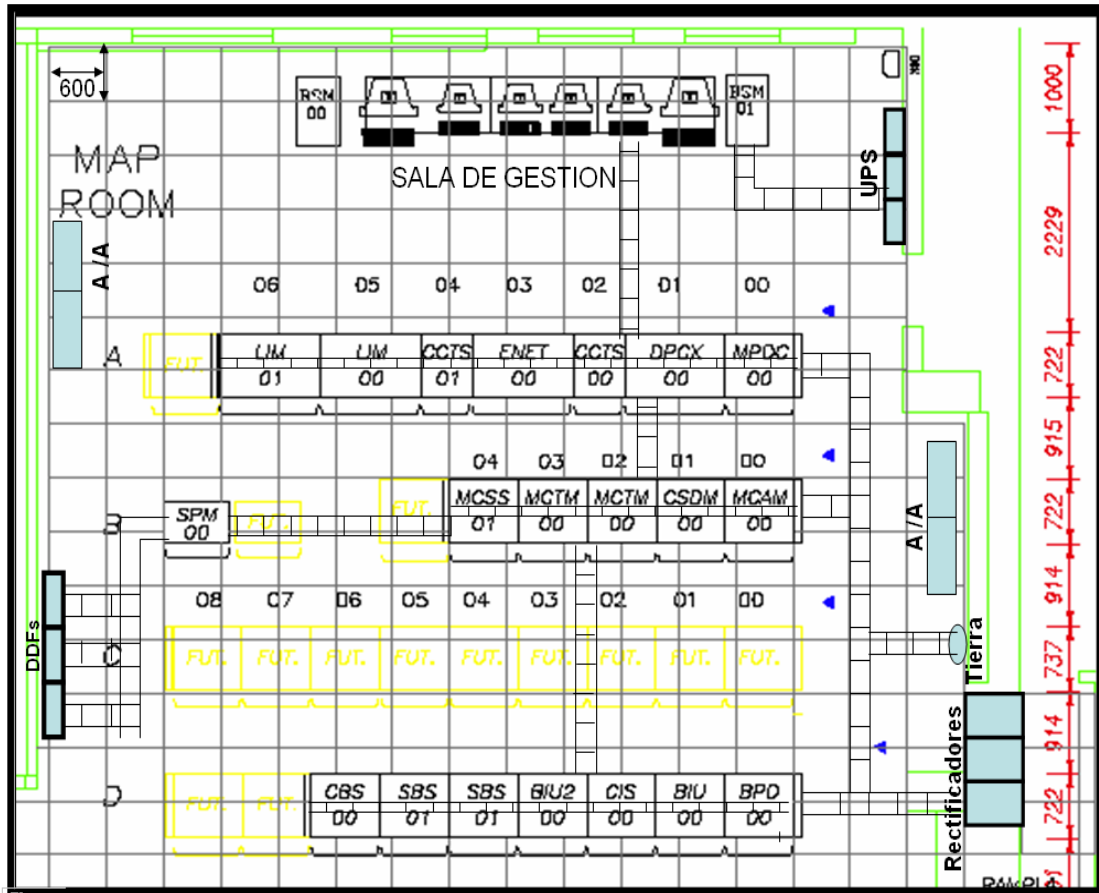 600
RSM
00
BSM
01
MAP
ROOM
SALA DE GESTION
UPS
1000
2229
A /A
06 05 04 03 02 01 00
A
FUT.
LIM
01
LIM
00
CCTS
01
ENET
00
CCTS
00
DPCX
00
MPDC
00
722
915
04 03 02 01 00
B
SPM
00
FUT.
FUT.
MCSS
01
MCTM
00
MCTM
00
CSDM
00
MCAM
00
A /A
722
914
08 07 06 05 04 03 02 01 00
DDFs
C
FUT. FUT. FUT. FUT. FUT. FUT. FUT. FUT. FUT.
Tierra
737
914
D
FUT. FUT.
CBS
00
SBS
01
SBS
01
BIU2
00
CIS
00
BIU
00
BPD
00
Rectificadores
722